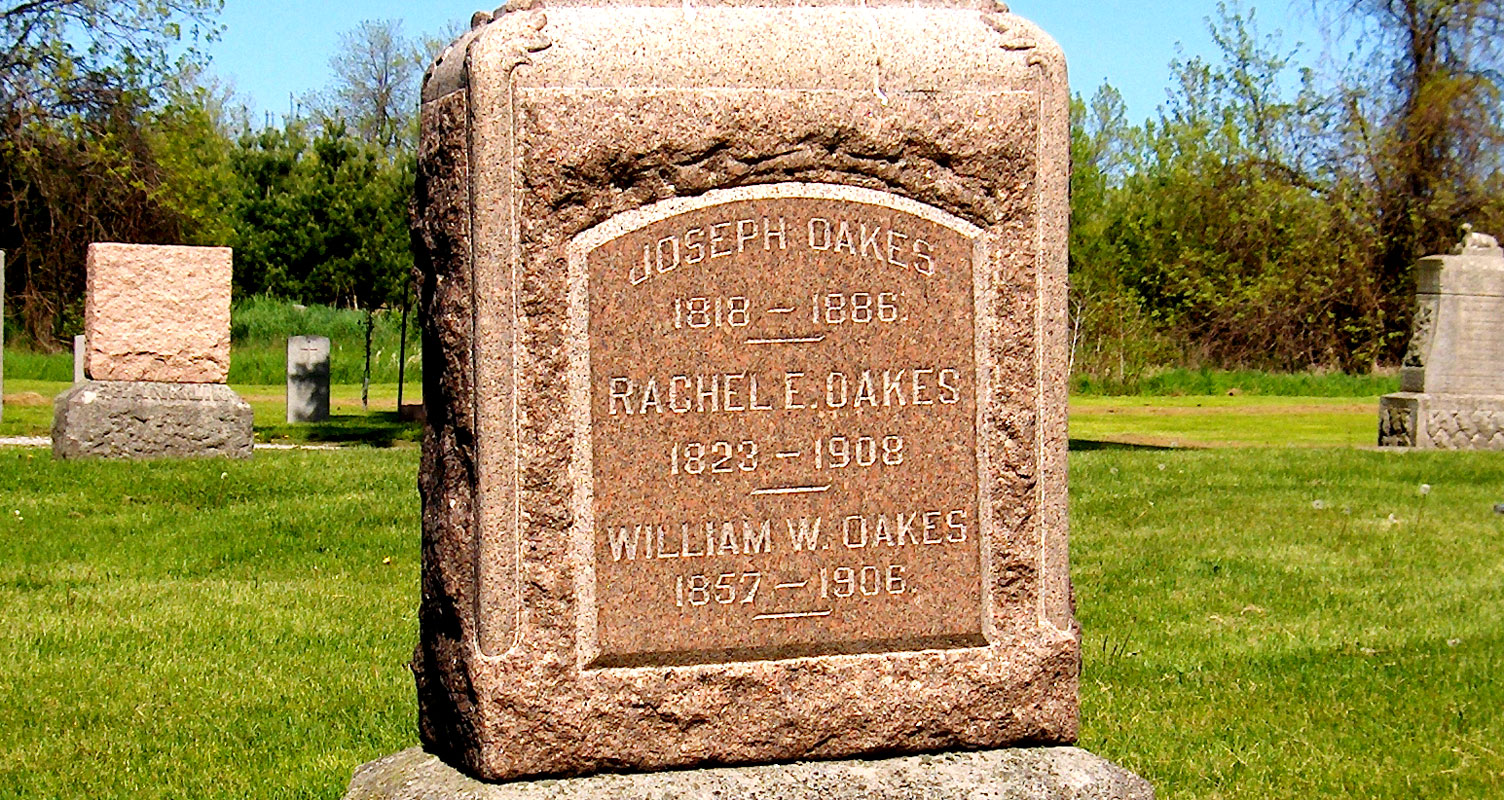 JOSEPH OAKES
1818 – 1886.
RACHEL E. OAKES
1823 – 1908
WILLIAM W. OAKES
1857 – 1906.